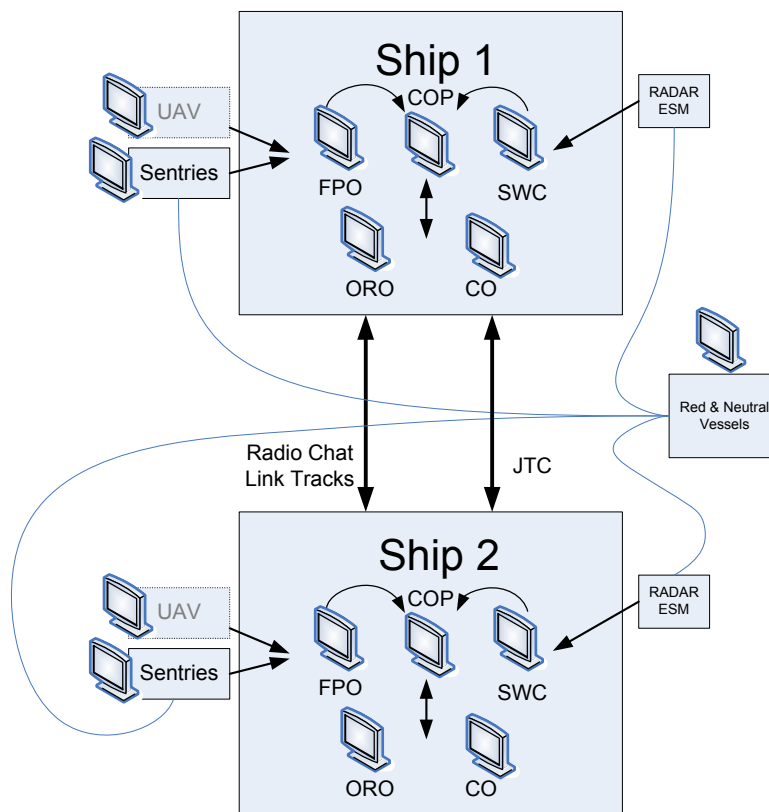 Ship 1
COP
UAV
Sentries
FPO
SWC
RADAR
ESM
ORO
CO
Red & Neutral
Vessels
Radio Chat
Link Tracks
JTC
Ship 2
COP
UAV
Sentries
FPO
SWC
RADAR
ESM
ORO
CO